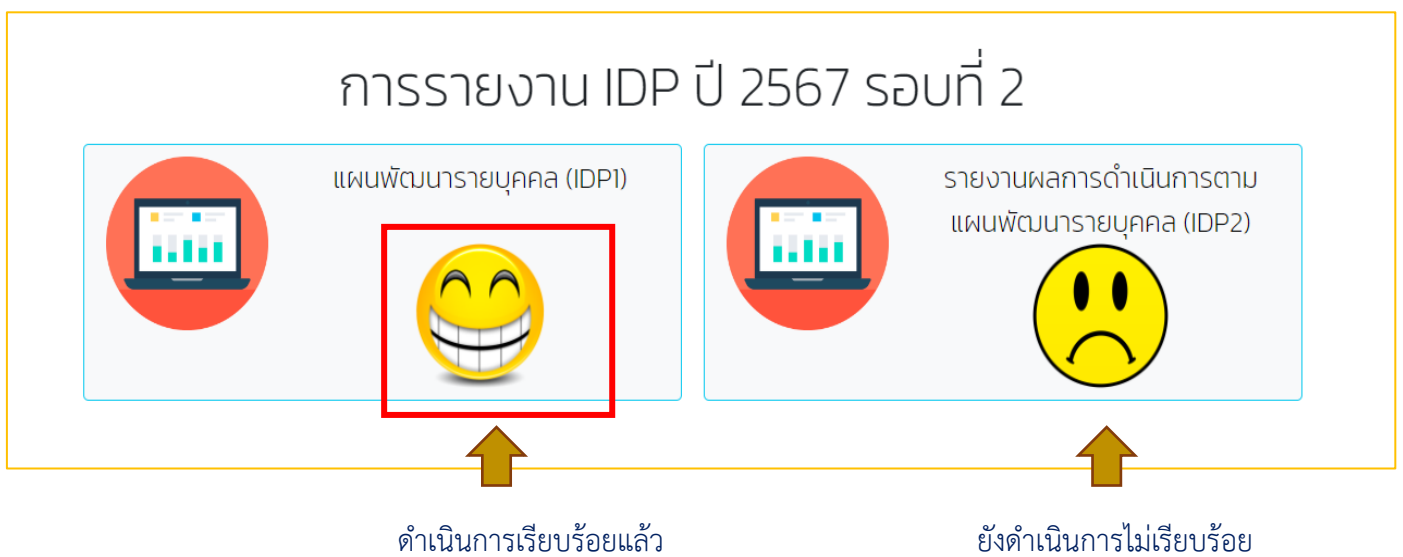 การรายงาน IDP ปี 2567 รอบที่ 2
แผนพัฒนารายบุคคล (IDP1)
รายงานผลการดำเนินการตาม
แผนพัฒนารายบุคคล (IDP2)
ดำเนินการเรียบร้อยแล้ว
ยังดำเนินการไม่เรียบร้อย